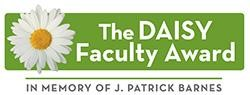 The DAISY
Faculty Award
IN MEMORY OF J. PATRICK BARNES